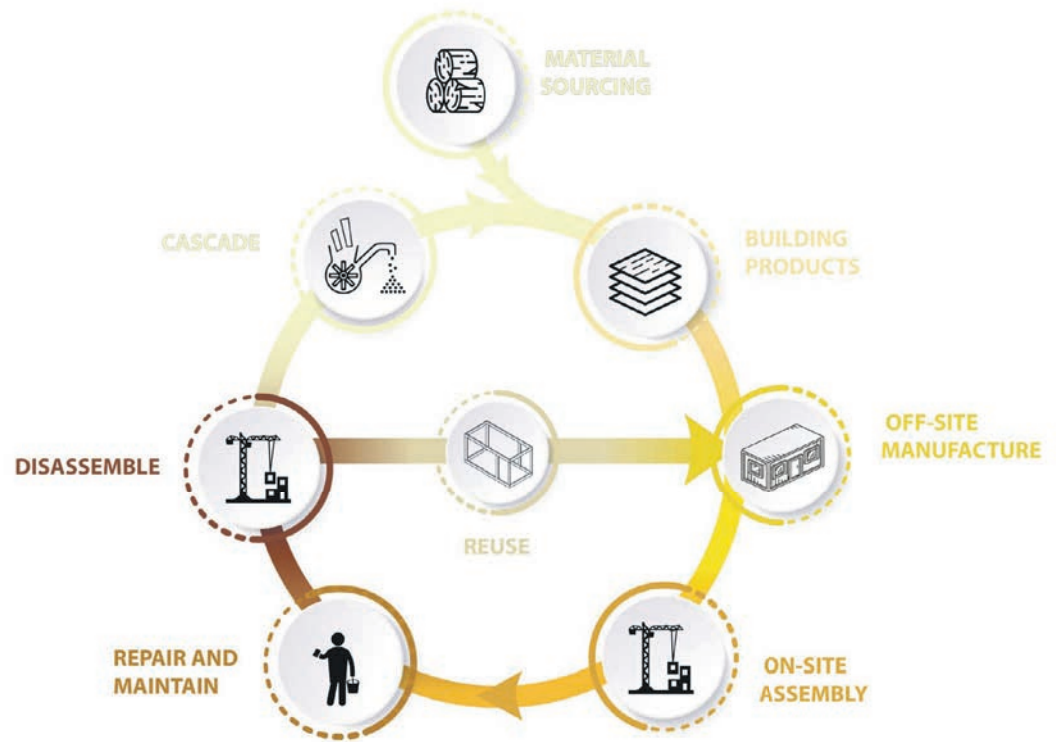 MATERIAL
SOURCING
CASCADE
BUILDING
PRODUCTS
OFF-SITE
MANUFACTURE
DISASSEMBLE
REUSE
REPAIR AND
MAINTAIN
ON-SITE
ASSEMBLY